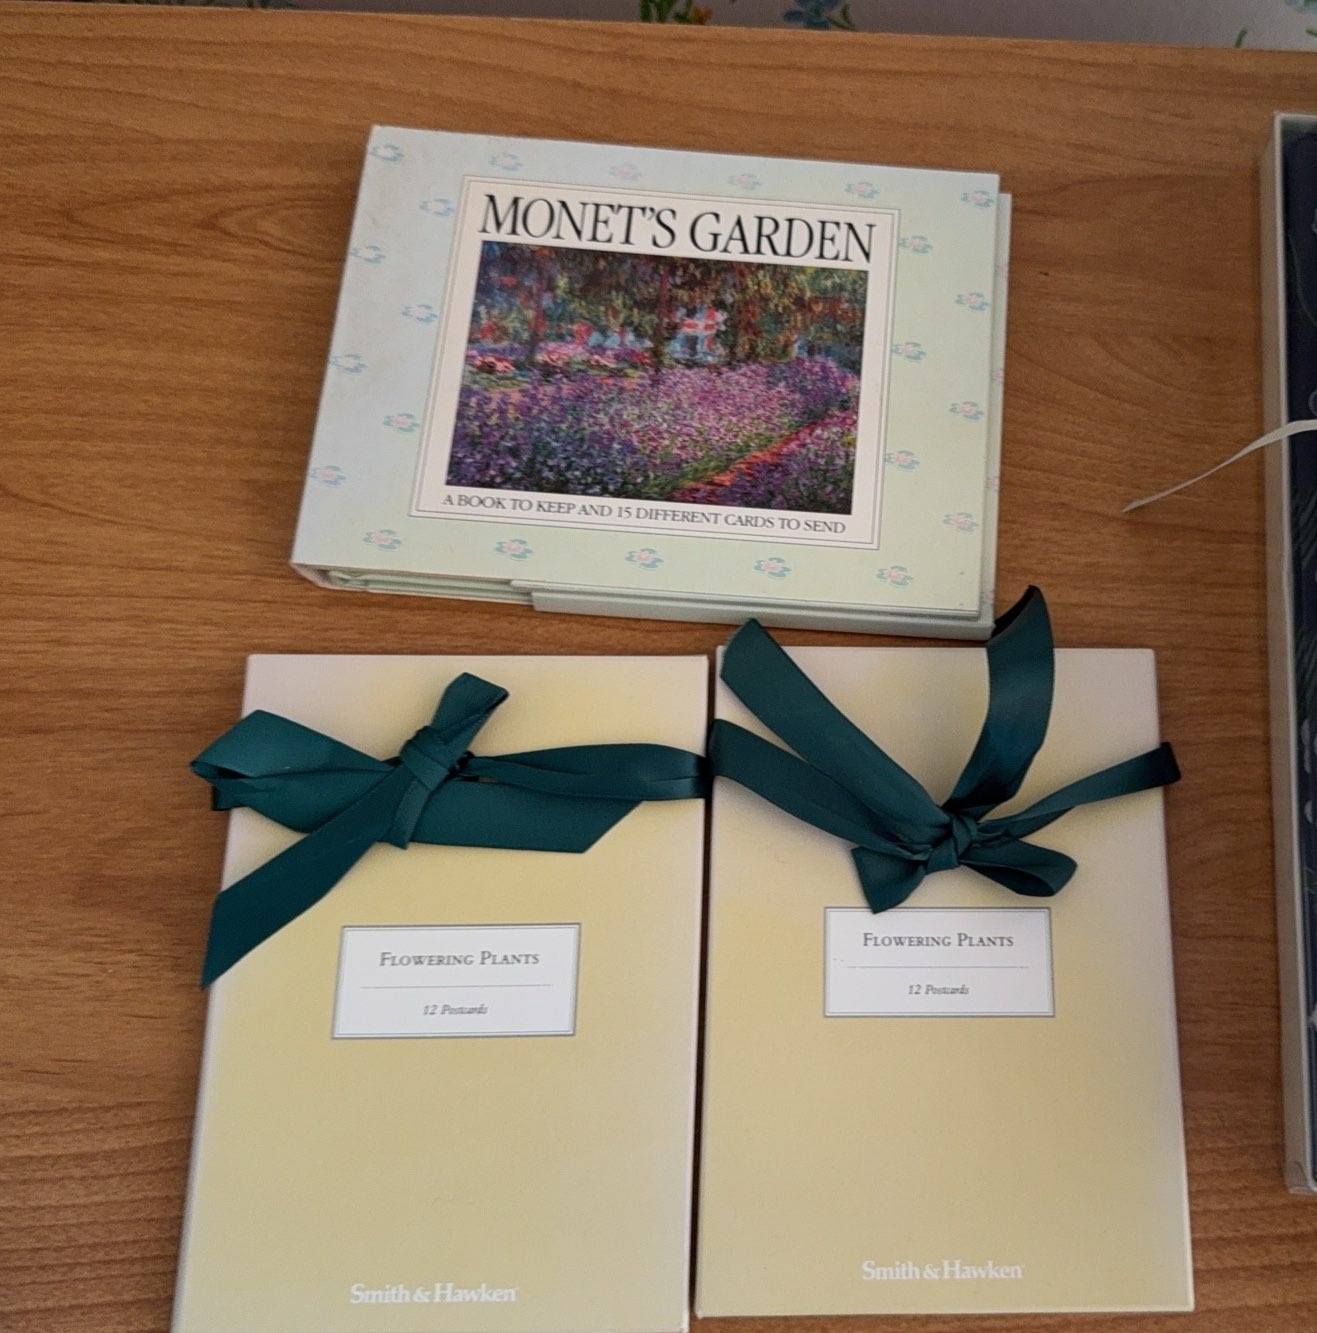 MONET'S GARDEN
A BOOK TO KEEP AND 15 DIFFERENT CARDS TO SEND
FLOWERING PLANTS
12 Postcards
Smith & Hawken
FLOWERING PLANTS
12 Postcards
Smith & Hawken